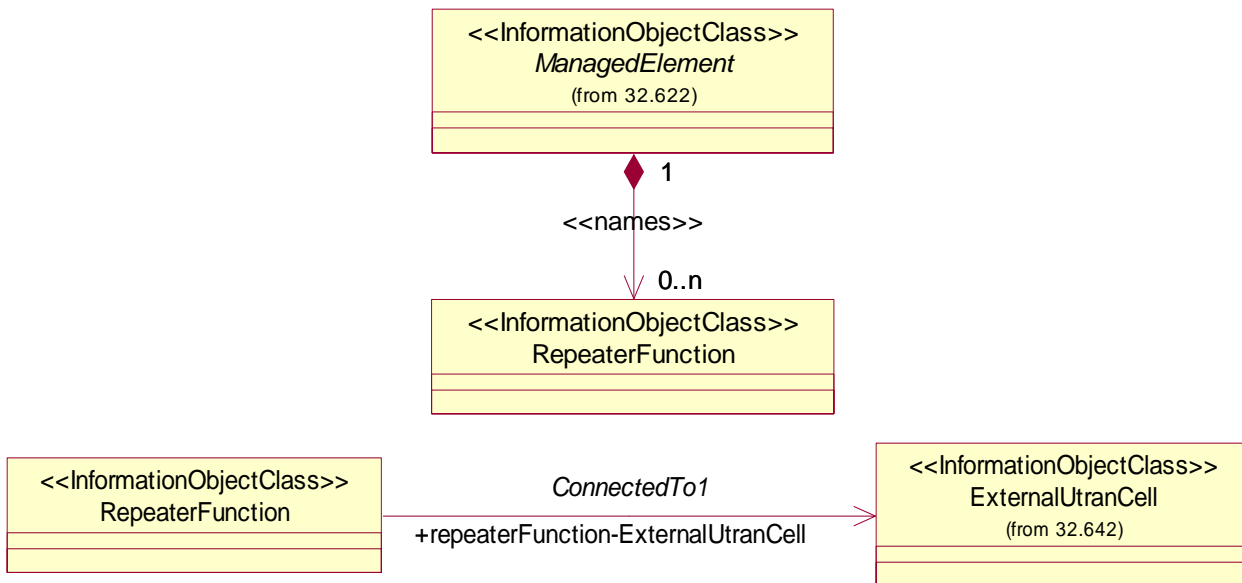 <<InformationObjectClass>>
ManagedElement
(from 32.622)
1
<<names>>
0..n
<<InformationObjectClass>>
RepeaterFunction
<<InformationObjectClass>>
RepeaterFunction
ConnectedTo1
+repeaterFunction-ExternalUtranCell
<<InformationObjectClass>>
ExternalUtranCell
(from 32.642)